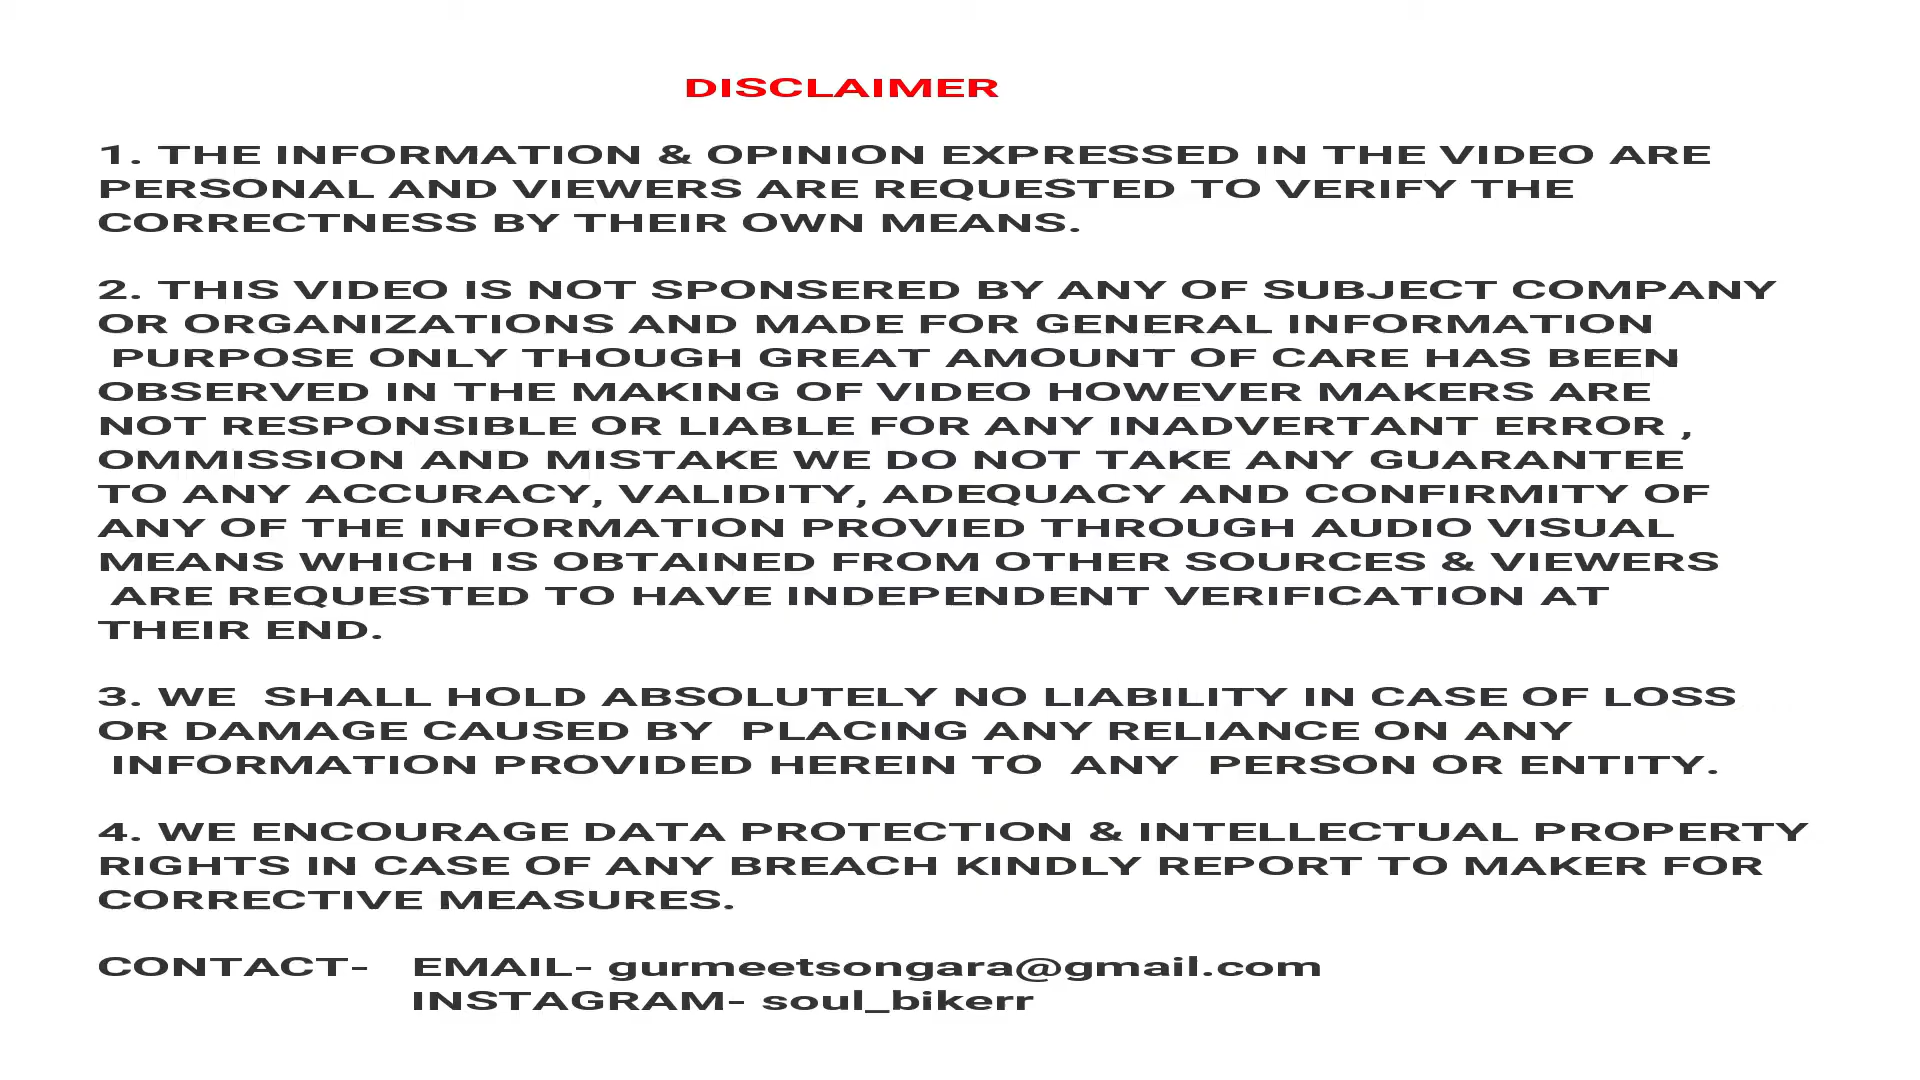 DISCLAIMER
1. THE INFORMATION & OPINION EXPRESSED IN THE VIDEO ARE
PERSONAL AND VIEWERS ARE REQUESTED TO VERIFY THE
CORRECTNESS BY THEIR OWN MEANS.
2. THIS VIDEO IS NOT SPONSERED BY ANY OF SUBJECT COMPANY
OR ORGANIZATIONS AND MADE FOR GENERAL INFORMATION
PURPOSE ONLY THOUGH GREAT AMOUNT OF CARE HAS BEEN
OBSERVED IN THE MAKING OF VIDEO HOWEVER MAKERS ARE
NOT RESPONSIBLE OR LIABLE FOR ANY INADVERTANT ERROR ,
OMMISSION AND MISTAKE WE DO NOT TAKE ANY GUARANTEE
TO ANY ACCURACY, VALIDITY, ADEQUACY AND CONFIRMITY OF
ANY OF THE INFORMATION PROVIED THROUGH AUDIO VISUAL
MEANS WHICH IS OBTAINED FROM OTHER SOURCES & VIEWERS
ARE REQUESTED TO HAVE INDEPENDENT VERIFICATION AT
THEIR END.
3. WE  SHALL HOLD ABSOLUTELY NO LIABILITY IN CASE OF LOSS
OR DAMAGE CAUSED BY  PLACING ANY RELIANCE ON ANY
INFORMATION PROVIDED HEREIN TO  ANY  PERSON OR ENTITY.
4. WE ENCOURAGE DATA PROTECTION & INTELLECTUAL PROPERTY
RIGHTS IN CASE OF ANY BREACH KINDLY REPORT TO MAKER FOR
CORRECTIVE MEASURES.
CONTACT-   EMAIL- gurmeetsongara@gmail.com
INSTAGRAM- soul_bikerr